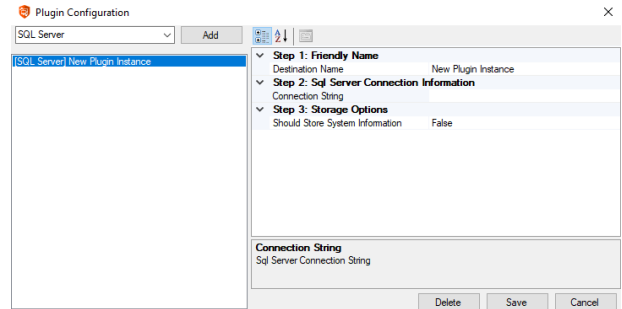 Plugin Configuration
SQL Server
Add
[SQL Server] New Plugin Instance
Step 1: Friendly Name
Destination Name New Plugin Instance
Step 2: Sql Server Connection Information
Connection String
Step 3: Storage Options
Should Store System Information False
Connection String
Sql Server Connection String
Delete Save Cancel